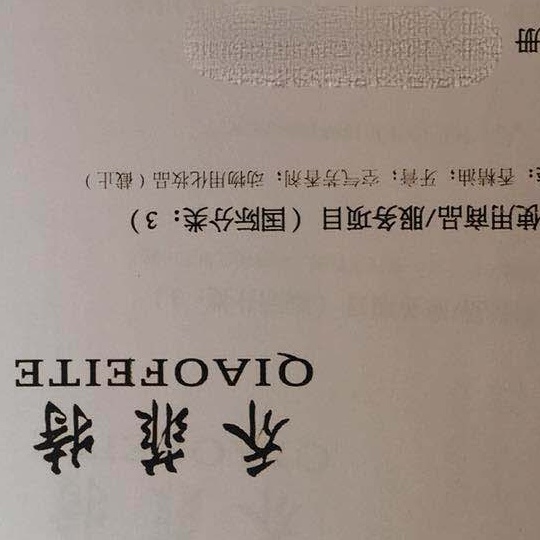 乔菲特
QIAOFEITE
使用商品/服务项目（国际分类：3）
：香精油；牙膏；空气芳香剂；动物用化妆品（截止）
册